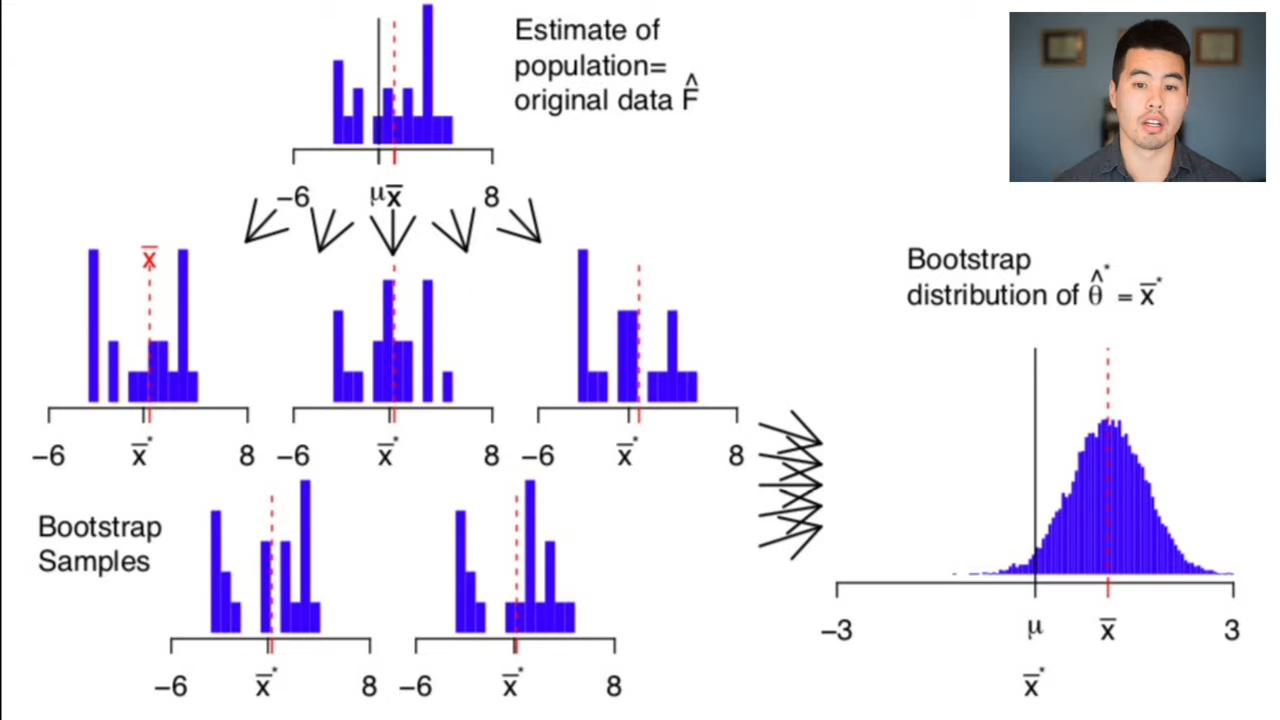 Estimate of
population=
original data F̂
−6 μ x̄ 8
x̄
−6 x̄* 8
−6 x̄* 8
−6 x̄* 8
Bootstrap
Samples
−6 x̄* 8
−6 x̄* 8
Bootstrap
distribution of θ̂* = x̄*
−3 μ x̄ 3
x̄*